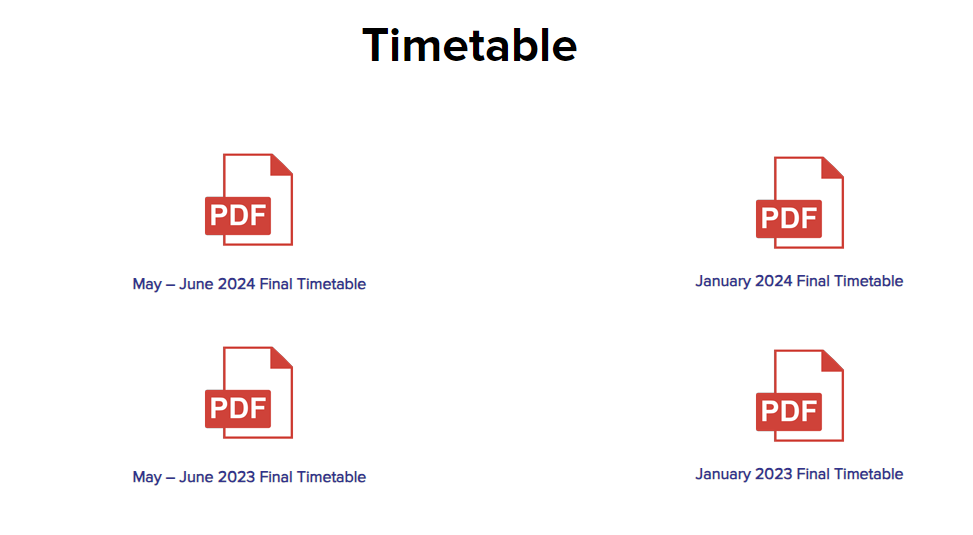 Timetable
PDF
PDF
May – June 2024 Final Timetable
January 2024 Final Timetable
PDF
PDF
May – June 2023 Final Timetable
January 2023 Final Timetable